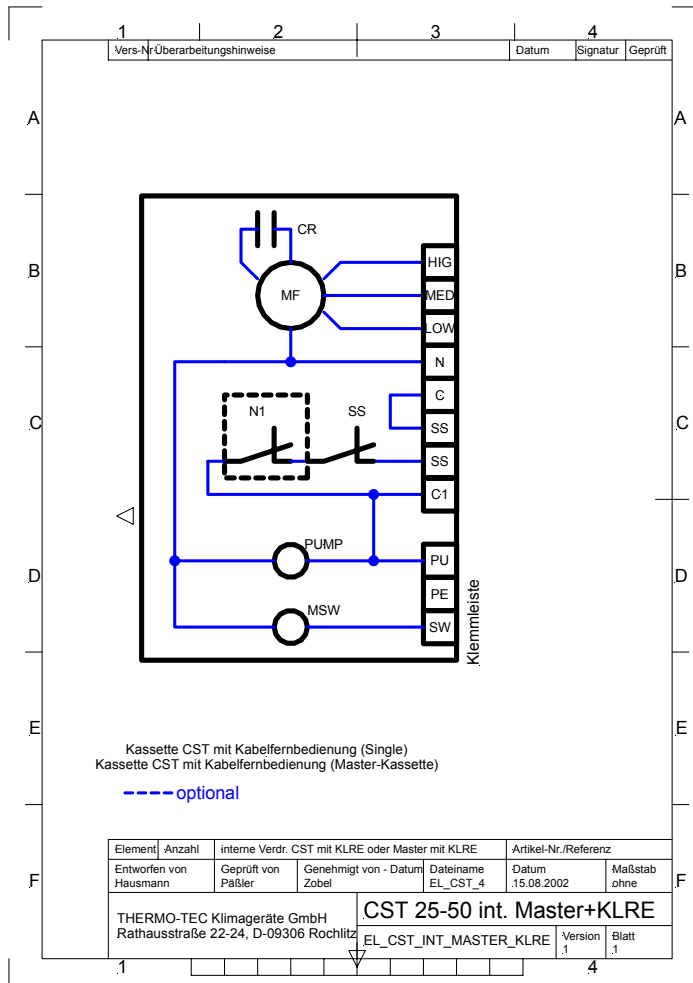 1 2 3 4
Vers-Nr Überarbeitungshinweise Datum Signatur Geprüft
A A
CR
HIG
B MF MED B
LOW
N
C
N1 SS
C SS C
SS
C1
PUMP
PU
D PE D
MSW
SW
Klemmleiste
E E
Kassette CST mit Kabelfernbedienung (Single)
Kassette CST mit Kabelfernbedienung (Master-Kassette)
optional
Element Anzahl interne Verdr. CST mit KLRE oder Master mit KLRE Artikel-Nr./Referenz
Entworfen von Geprüft von Genehmigt von - Datum Dateiname Datum Maßstab
F Hausmann Päßler Zobel EL_CST_4 15.08.2002 ohne F
THERMO-TEC Klimageräte GmbH CST 25-50 int. Master+KLRE
Rathausstraße 22-24, D-09306 Rochlitz EL_CST_INT_MASTER_KLRE Version Blatt
1 1
1 4